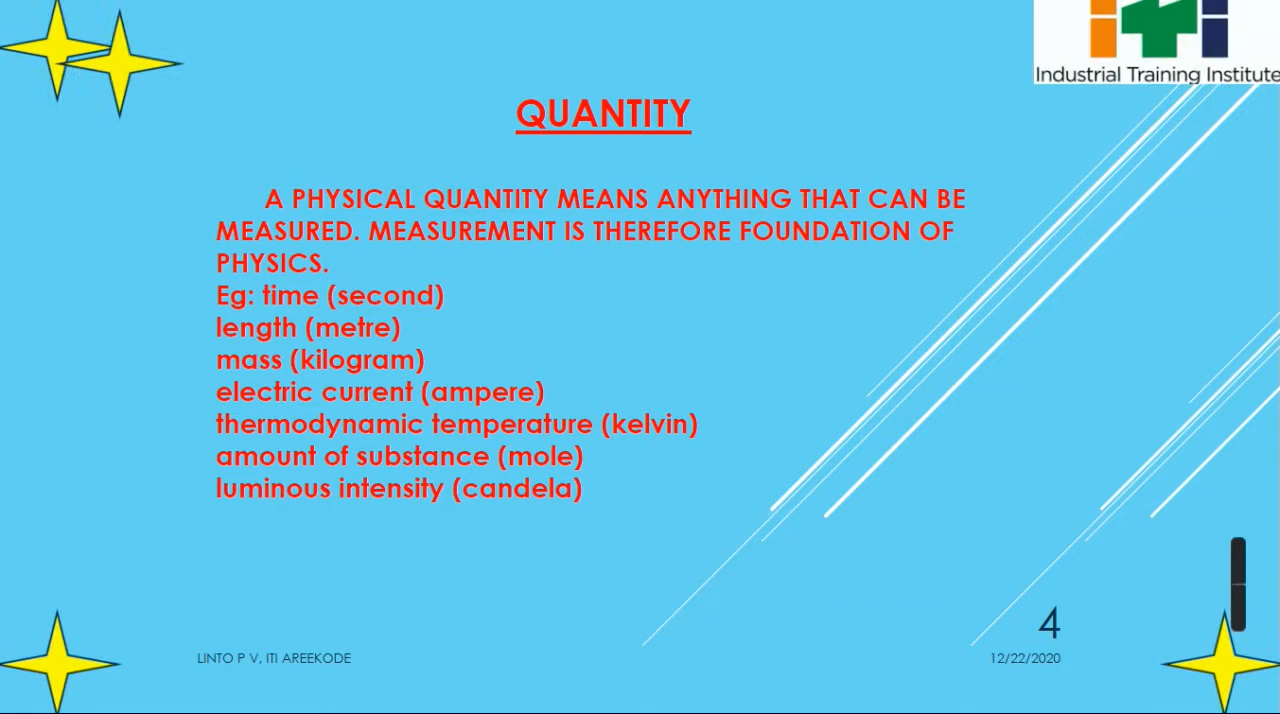 Industrial Training Institute
QUANTITY
A PHYSICAL QUANTITY MEANS ANYTHING THAT CAN BE
MEASURED. MEASUREMENT IS THEREFORE FOUNDATION OF
PHYSICS.
Eg: time (second)
length (metre)
mass (kilogram)
electric current (ampere)
thermodynamic temperature (kelvin)
amount of substance (mole)
luminous intensity (candela)
4
LINTO P V, ITI AREEKODE
12/22/2020